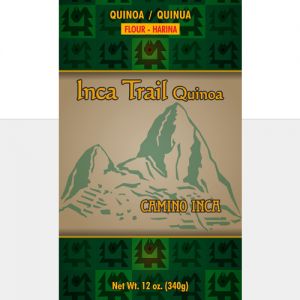 QUINOA / QUINUA
FLOUR - HARINA
Inca Trail Quinoa
CAMINO INCA
Net Wt. 12 oz. (340g)